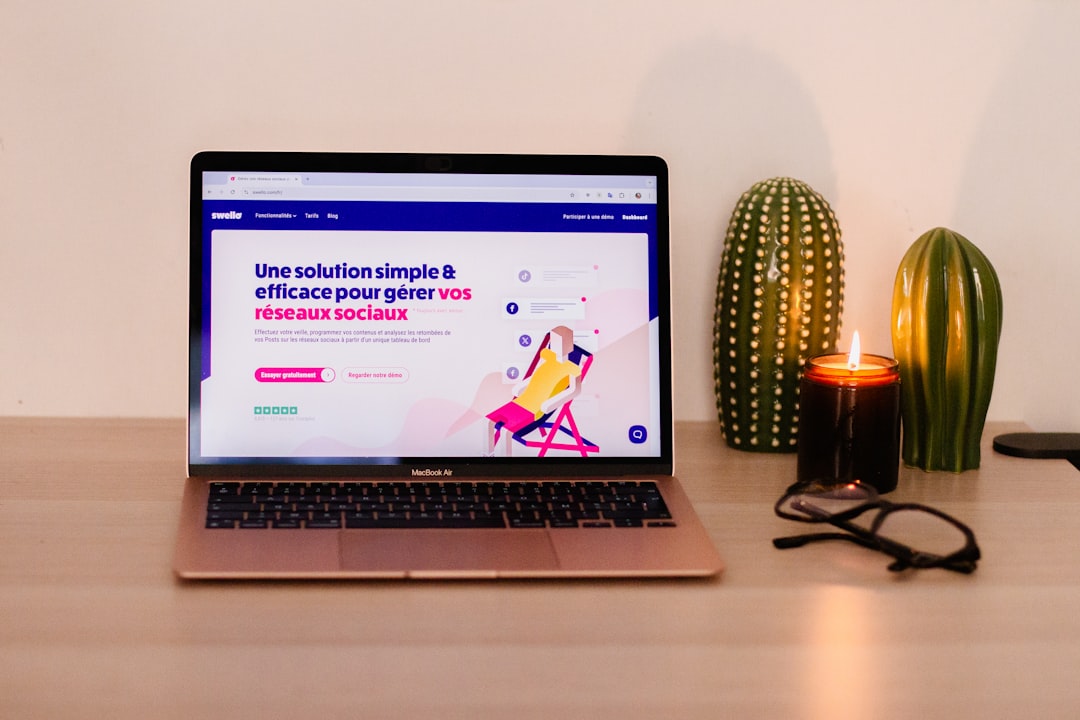 swello.com/fr/
swello
Fonctionnalités
Tarifs
Blog
Participer à une démo
Dashboard
Une solution simple &
efficace pour gérer vos
réseaux sociaux
Effectuez votre veille, programmez vos contenus et analysez les retombées de
vos Posts sur les réseaux sociaux à partir d'un unique tableau de bord
Essayer gratuitement
Regarder notre démo
MacBook Air